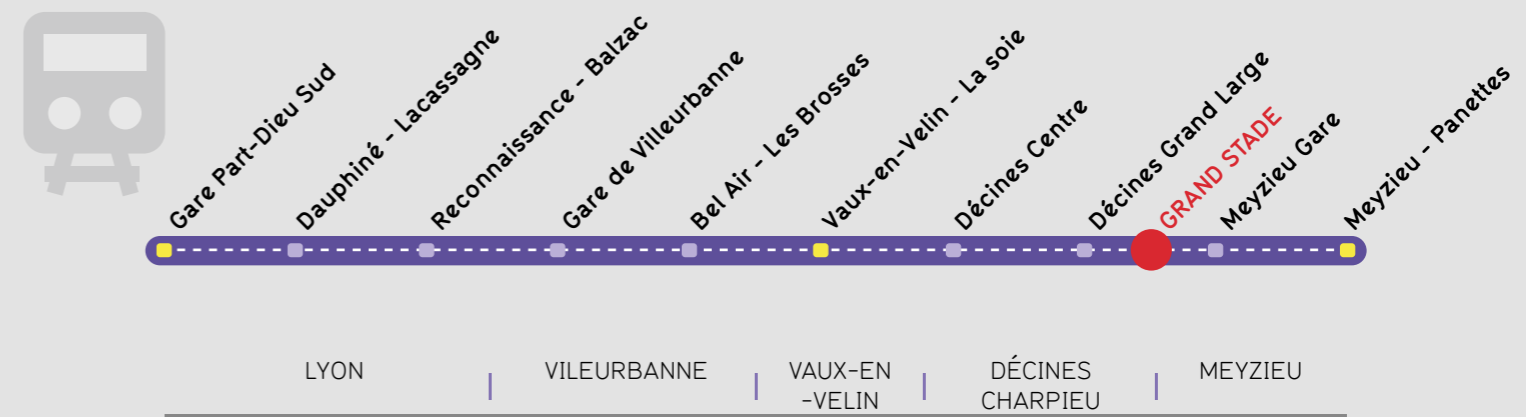 Gare Part-Dieu Sud
Dauphiné - Lacassagne
Reconnaissance - Balzac
Gare de Villeurbanne
Bel Air - Les Brosses
Vaux-en-Velin - La soie
Décines Centre
Décines Grand Large
GRAND STADE
Meyzieu Gare
Meyzieu - Panettes
LYON
VILEURBANNE
VAUX-EN
-VELIN
DÉCINES
CHARPIEU
MEYZIEU